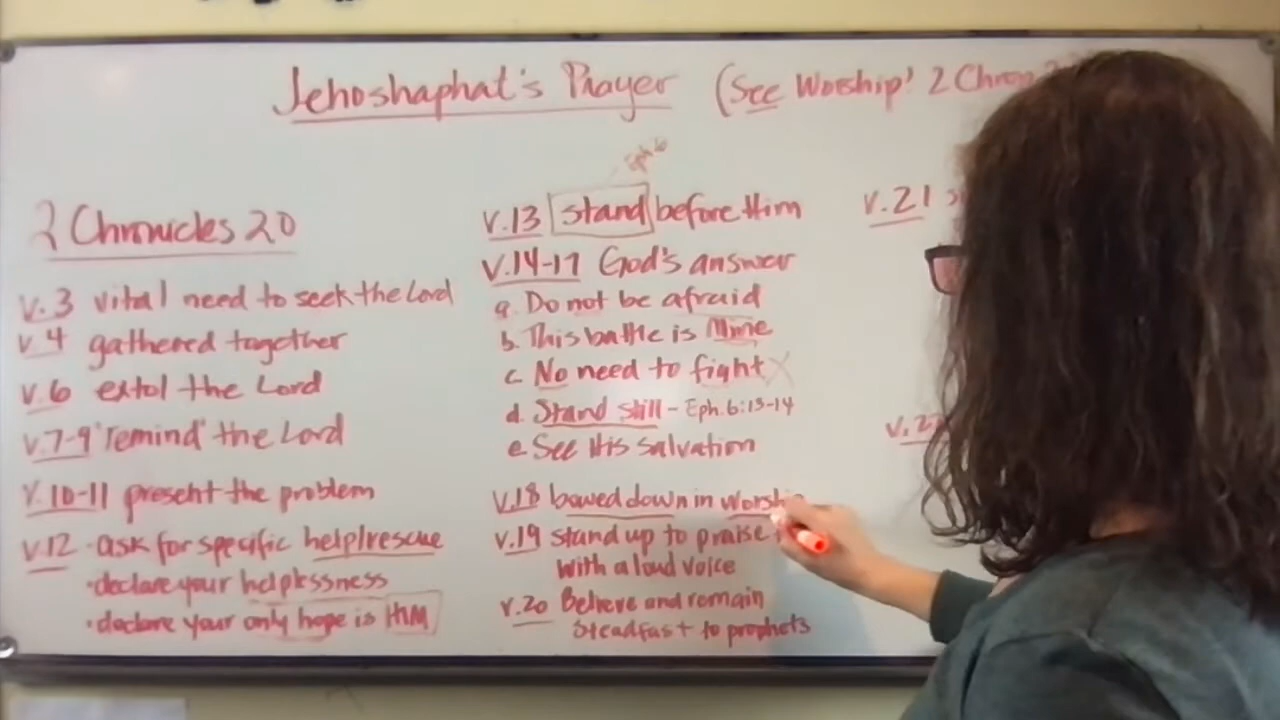 Jehoshaphat's Prayer (See Worship! 2 Chron
2 Chronicles 20
v.3 vital need to seek the Lord
v.4 gathered together
v.6 extol the Lord
v.7-9 'remind' the Lord
v.10-11 present the problem
v.12 •ask for specific help/rescue
•declare your helplessness
•declare your only hope is HIM
Eph 6
v.13 stand before Him
v.14-17 God's answer
a. Do not be afraid
b. This battle is Mine
c. No need to fight
d. Stand still - Eph. 6:13-14
e. See His salvation
v.18 bowed down in worship
v.19 stand up to praise
with a loud voice
v.20 Believe and remain
steadfast to prophets
v.21
v.22